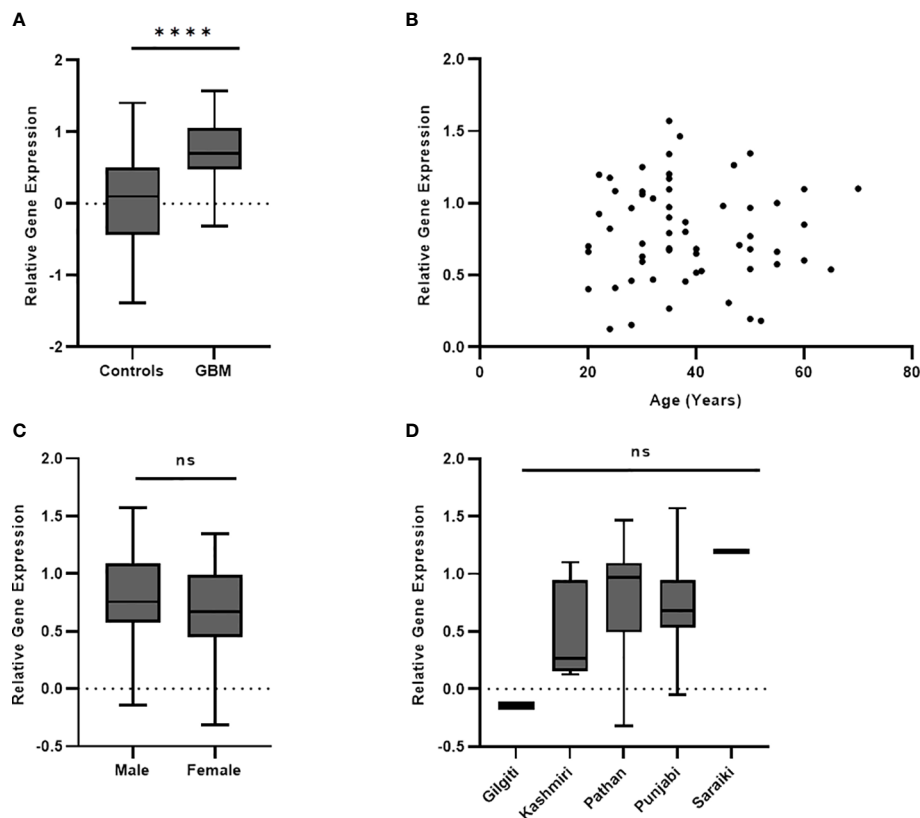 A
****
Relative Gene Expression
2
1
0
-1
-2
Controls GBM
B
Relative Gene Expression
2.0
1.5
1.0
0.5
0.0
0 20 40 60 80
Age (Years)
C
ns
Relative Gene Expression
2.0
1.5
1.0
0.5
0.0
-0.5
Male Female
D
ns
Relative Gene Expression
2.0
1.5
1.0
0.5
0.0
-0.5
Gilgiti Kashmiri Pathan Punjabi Saraiki